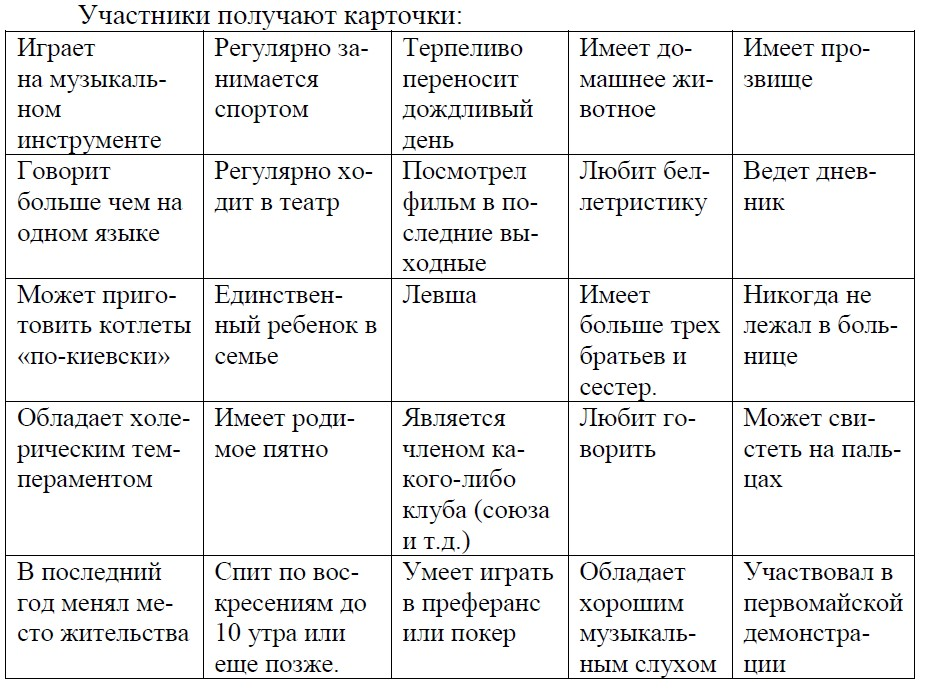 Участники получают карточки:
Играет
на музыкаль-
ном
инструменте
Регулярно за-
нимается
спортом
Терпеливо
переносит
дождливый
день
Имеет до-
машнее жи-
вотное
Имеет про-
звище
Говорит
больше чем на
одном языке
Регулярно хо-
дит в театр
Посмотрел
фильм в по-
следние вы-
ходные
Любит бел-
летристику
Ведет днев-
ник
Может приго-
товить котлеты
«по-киевски»
Единствен-
ный ребенок в
семье
Левша
Имеет
больше трех
братьев и
сестер.
Никогда не
лежал в боль-
нице
Обладает холе-
рическим тем-
пераментом
Имеет роди-
мое пятно
Является
членом ка-
кого-либо
клуба (союза
и т.д.)
Любит го-
ворить
Может сви-
стеть на паль-
цах
В последний
год менял ме-
сто жительства
Спит по вос-
кресениям до
10 утра или
еще позже.
Умеет играть
в преферанс
или покер
Обладает
хорошим
музыкаль-
ным слухом
Участвовал в
первомайской
демонстра-
ции